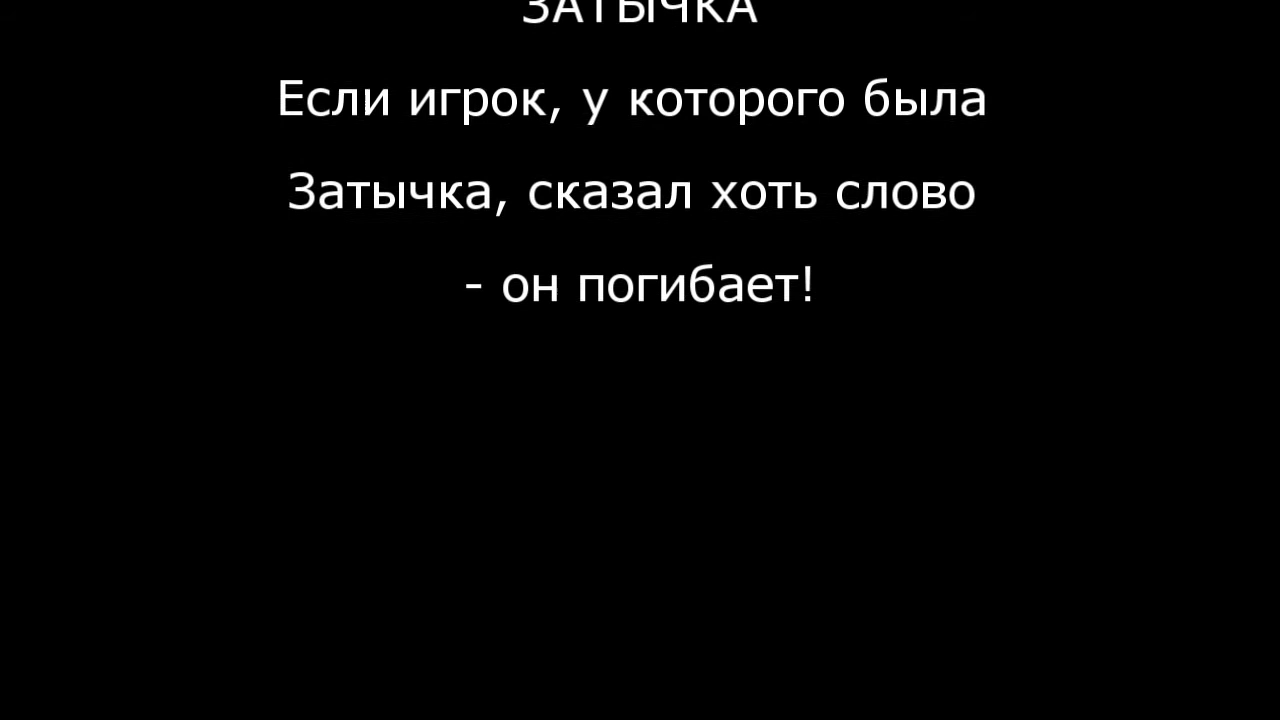 ЗАТЫЧКА
Если игрок, у которого была
Затычка, сказал хоть слово
- он погибает!